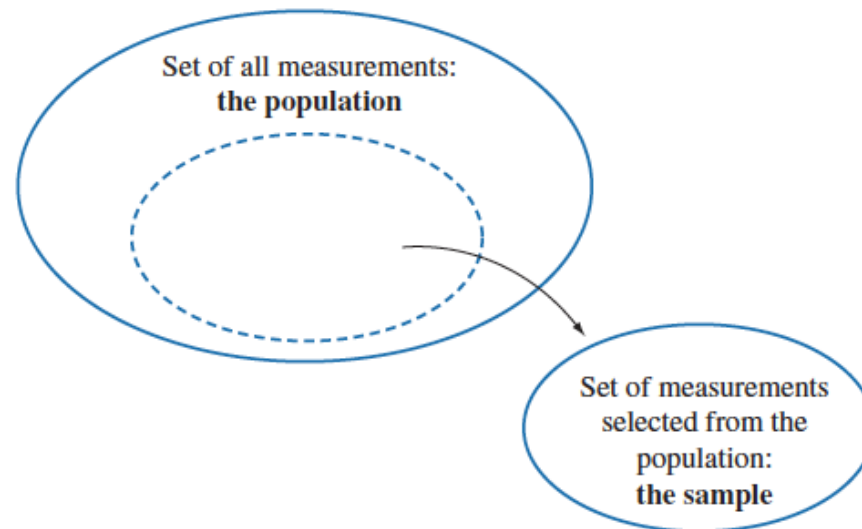 Set of all measurements:
the population
Set of measurements
selected from the
population:
the sample